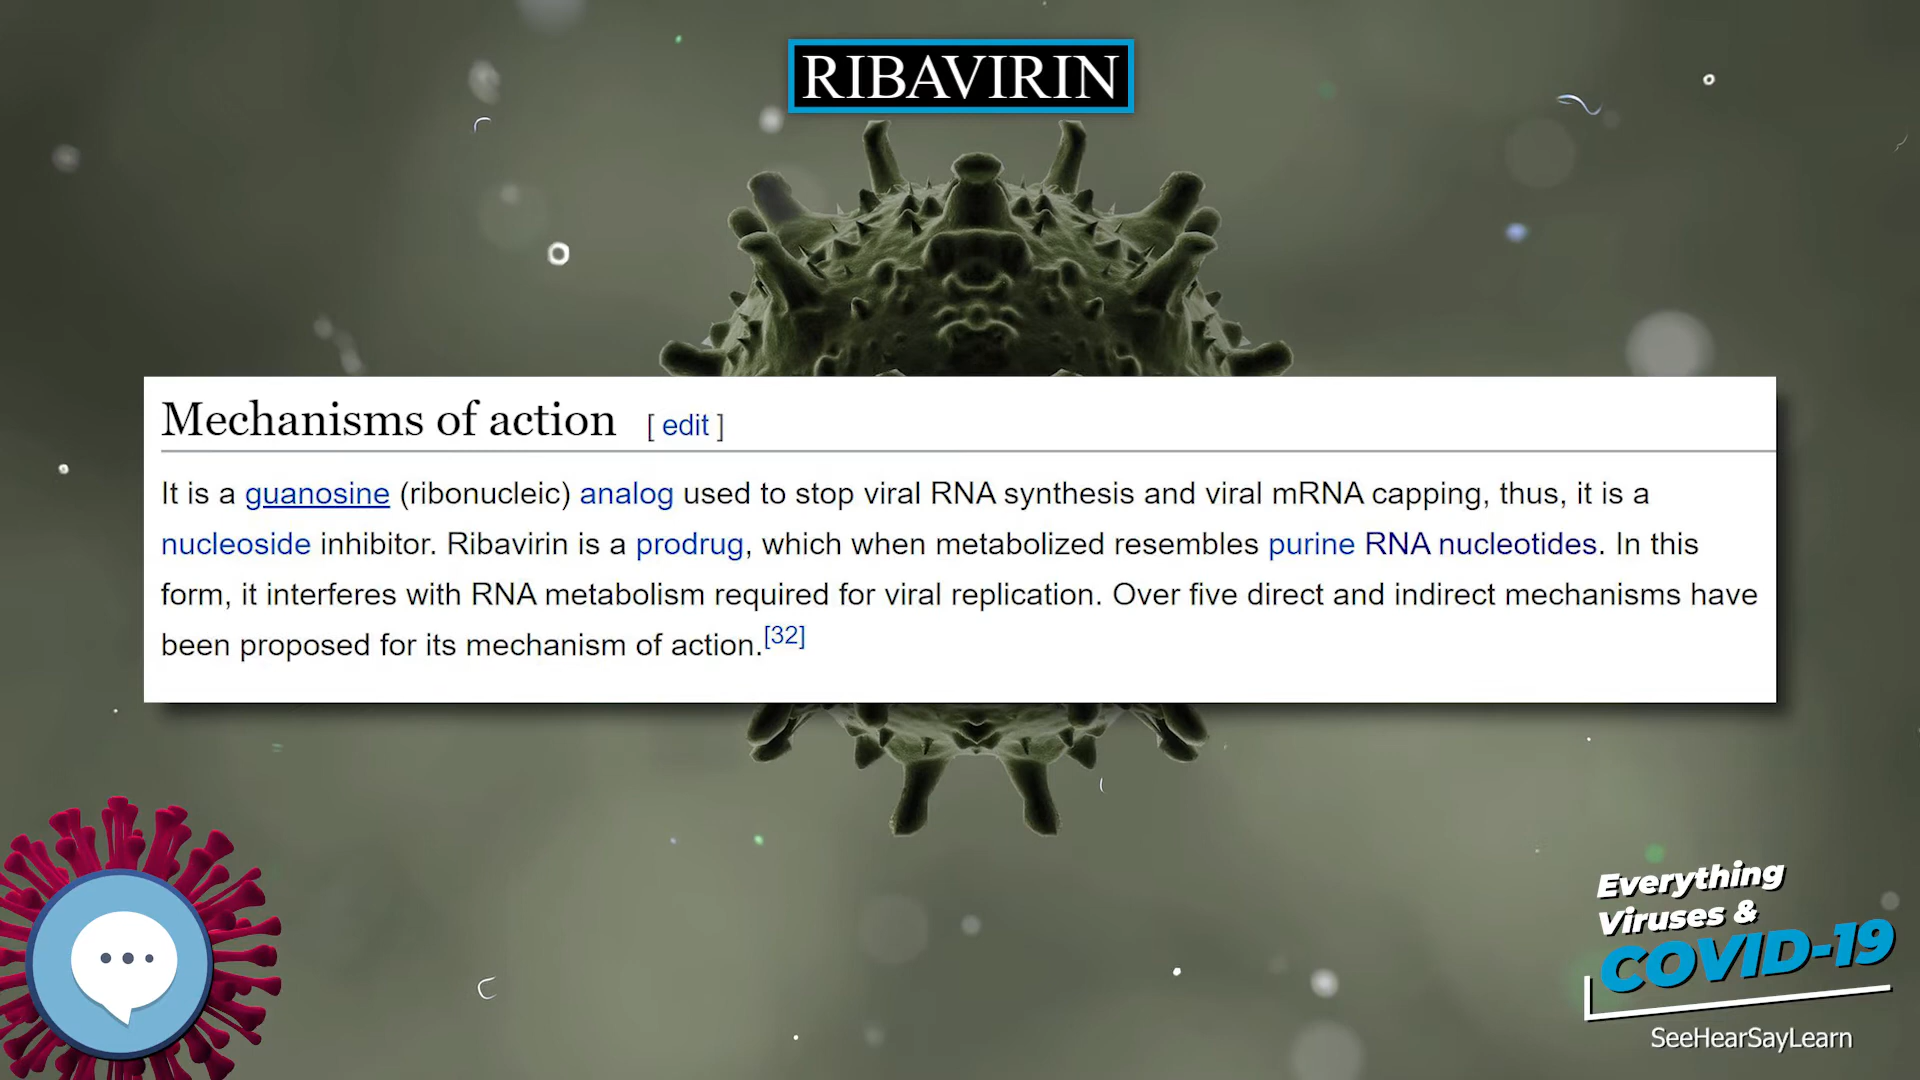 RIBAVIRIN
Mechanisms of action [ edit ]
It is a guanosine (ribonucleic) analog used to stop viral RNA synthesis and viral mRNA capping, thus, it is a
nucleoside inhibitor. Ribavirin is a prodrug, which when metabolized resembles purine RNA nucleotides. In this
form, it interferes with RNA metabolism required for viral replication. Over five direct and indirect mechanisms have
been proposed for its mechanism of action.[32]
Everything
Viruses &
COVID-19
SeeHearSayLearn